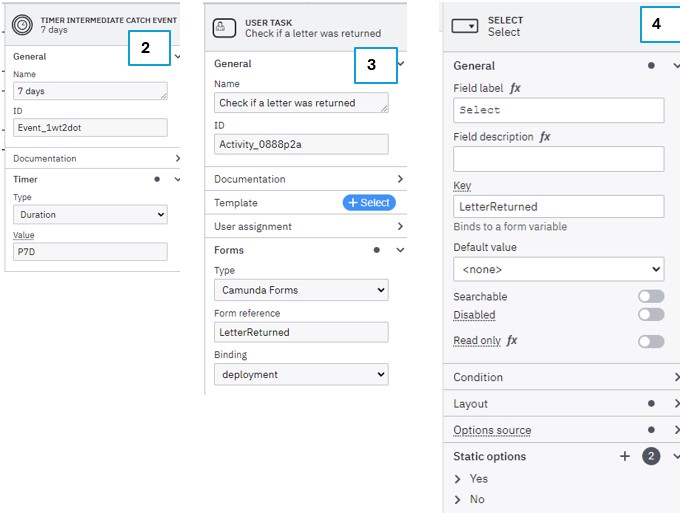 TIMER INTERMEDIATE CATCH EVENT
7 days
2
General
Name
7 days
ID
Event_1wt2dot
Documentation
Timer
Type
Duration
Value
P7D
USER TASK
Check if a letter was returned
3
General
Name
Check if a letter was returned
ID
Activity_0888p2a
Documentation
Template
+ Select
User assignment
Forms
Type
Camunda Forms
Form reference
LetterReturned
Binding
deployment
SELECT
Select
4
General
Field label fx
Select
Field description fx
Key
LetterReturned
Binds to a form variable
Default value
<none>
Searchable
Disabled
Read only fx
Condition
Layout
Options source
Static options + 2
Yes
No